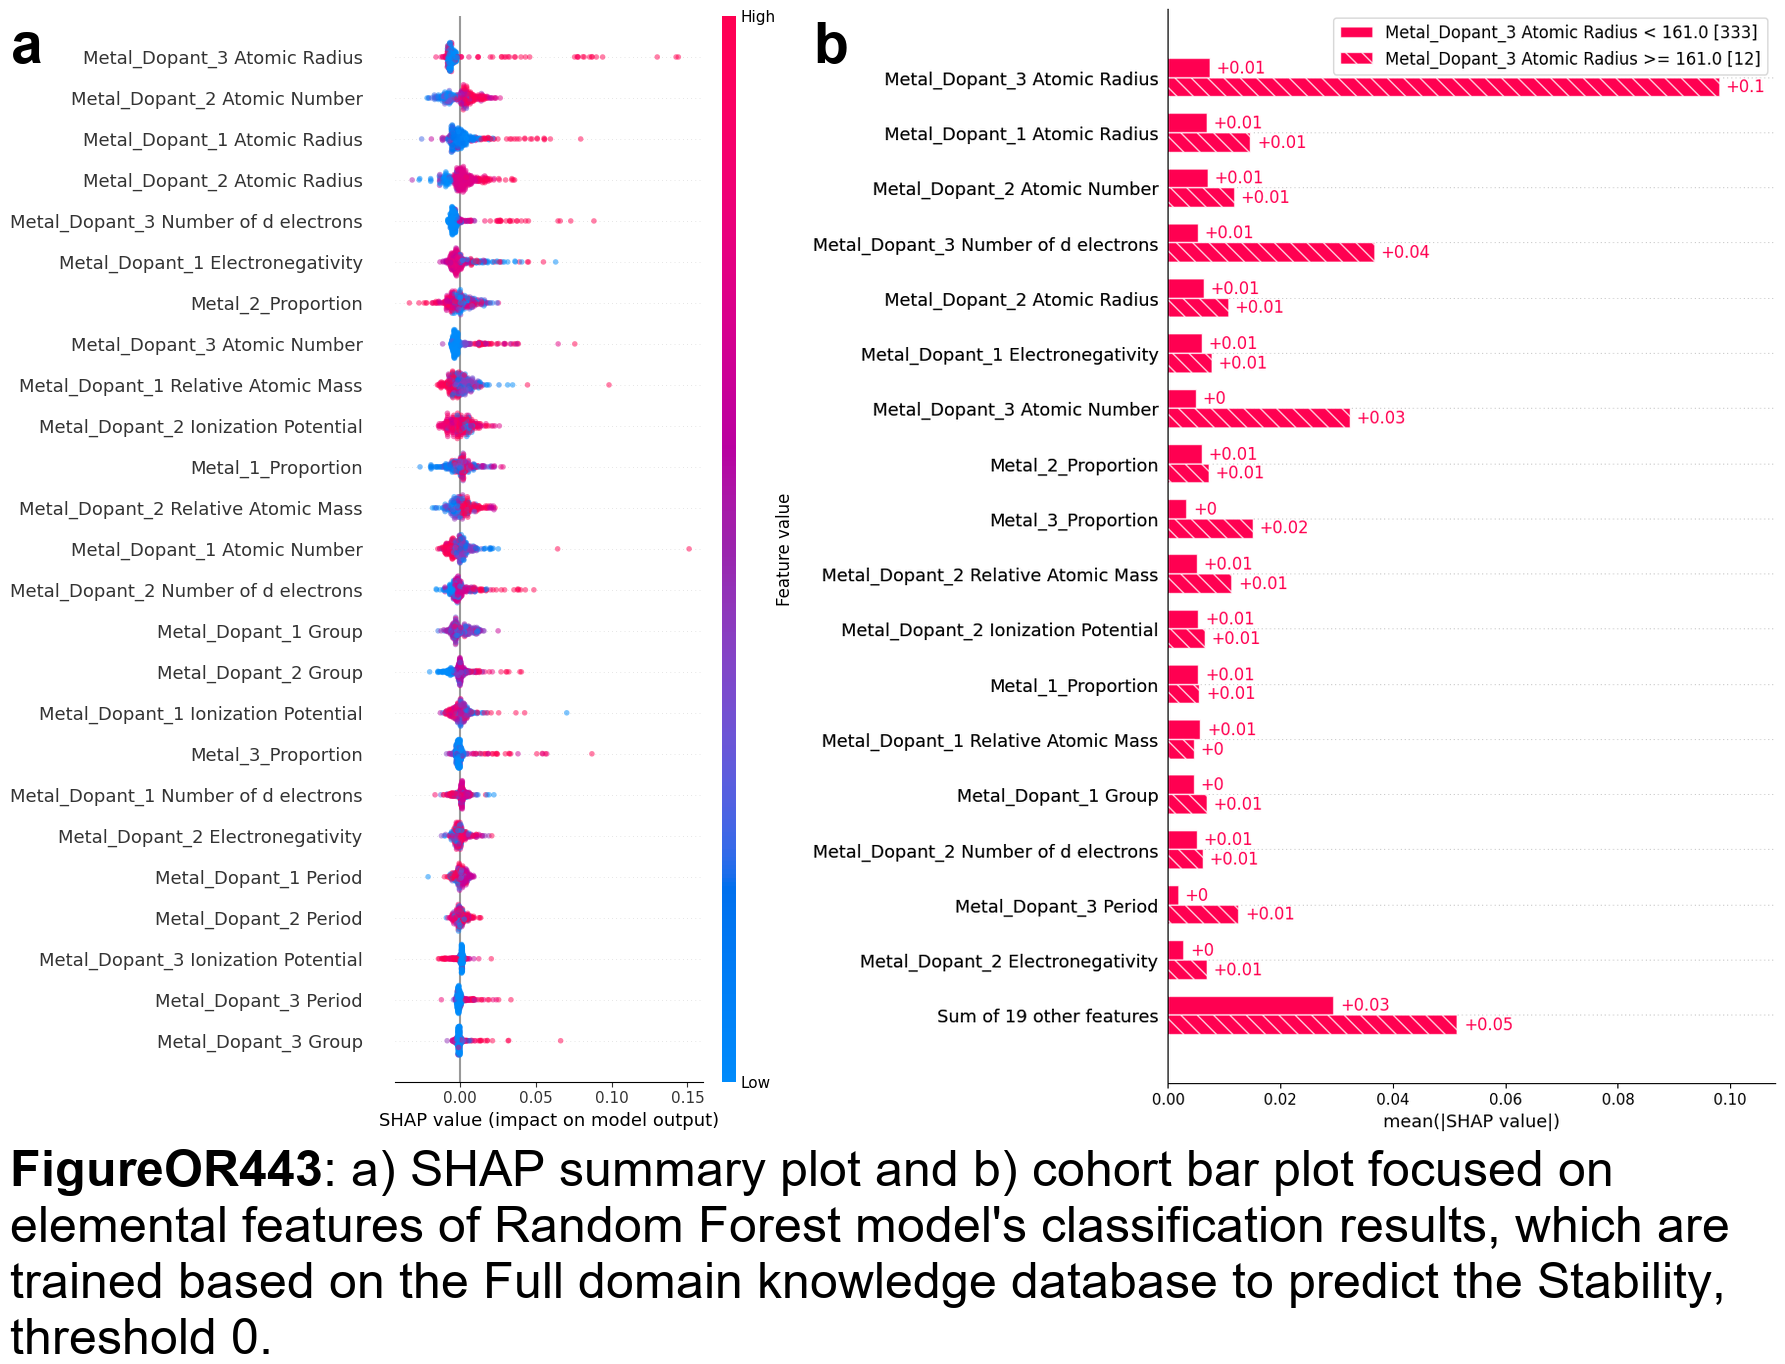 a
Metal_Dopant_3 Atomic Radius
Metal_Dopant_2 Atomic Number
Metal_Dopant_1 Atomic Radius
Metal_Dopant_2 Atomic Radius
Metal_Dopant_3 Number of d electrons
Metal_Dopant_1 Electronegativity
Metal_2_Proportion
Metal_Dopant_3 Atomic Number
Metal_Dopant_1 Relative Atomic Mass
Metal_Dopant_2 Ionization Potential
Metal_1_Proportion
Metal_Dopant_2 Relative Atomic Mass
Metal_Dopant_1 Atomic Number
Metal_Dopant_2 Number of d electrons
Metal_Dopant_1 Group
Metal_Dopant_2 Group
Metal_Dopant_1 Ionization Potential
Metal_3_Proportion
Metal_Dopant_1 Number of d electrons
Metal_Dopant_2 Electronegativity
Metal_Dopant_1 Period
Metal_Dopant_2 Period
Metal_Dopant_3 Ionization Potential
Metal_Dopant_3 Period
Metal_Dopant_3 Group
0.00 0.05 0.10 0.15
SHAP value (impact on model output)
High
Feature value
Low
b
Metal_Dopant_3 Atomic Radius < 161.0 [333]
Metal_Dopant_3 Atomic Radius >= 161.0 [12]
Metal_Dopant_3 Atomic Radius +0.01 +0.1
Metal_Dopant_1 Atomic Radius +0.01 +0.01
Metal_Dopant_2 Atomic Number +0.01 +0.01
Metal_Dopant_3 Number of d electrons +0.01 +0.04
Metal_Dopant_2 Atomic Radius +0.01 +0.01
Metal_Dopant_1 Electronegativity +0.01 +0.01
Metal_Dopant_3 Atomic Number +0 +0.03
Metal_2_Proportion +0.01 +0.01
Metal_3_Proportion +0 +0.02
Metal_Dopant_2 Relative Atomic Mass +0.01 +0.01
Metal_Dopant_2 Ionization Potential +0.01 +0.01
Metal_1_Proportion +0.01 +0.01
Metal_Dopant_1 Relative Atomic Mass +0.01 +0
Metal_Dopant_1 Group +0 +0.01
Metal_Dopant_2 Number of d electrons +0.01 +0.01
Metal_Dopant_3 Period +0 +0.01
Metal_Dopant_2 Electronegativity +0 +0.01
Sum of 19 other features +0.03 +0.05
0.00 0.02 0.04 0.06 0.08 0.10
mean(|SHAP value|)
FigureOR443: a) SHAP summary plot and b) cohort bar plot focused on
elemental features of Random Forest model's classification results, which are
trained based on the Full domain knowledge database to predict the Stability,
threshold 0.